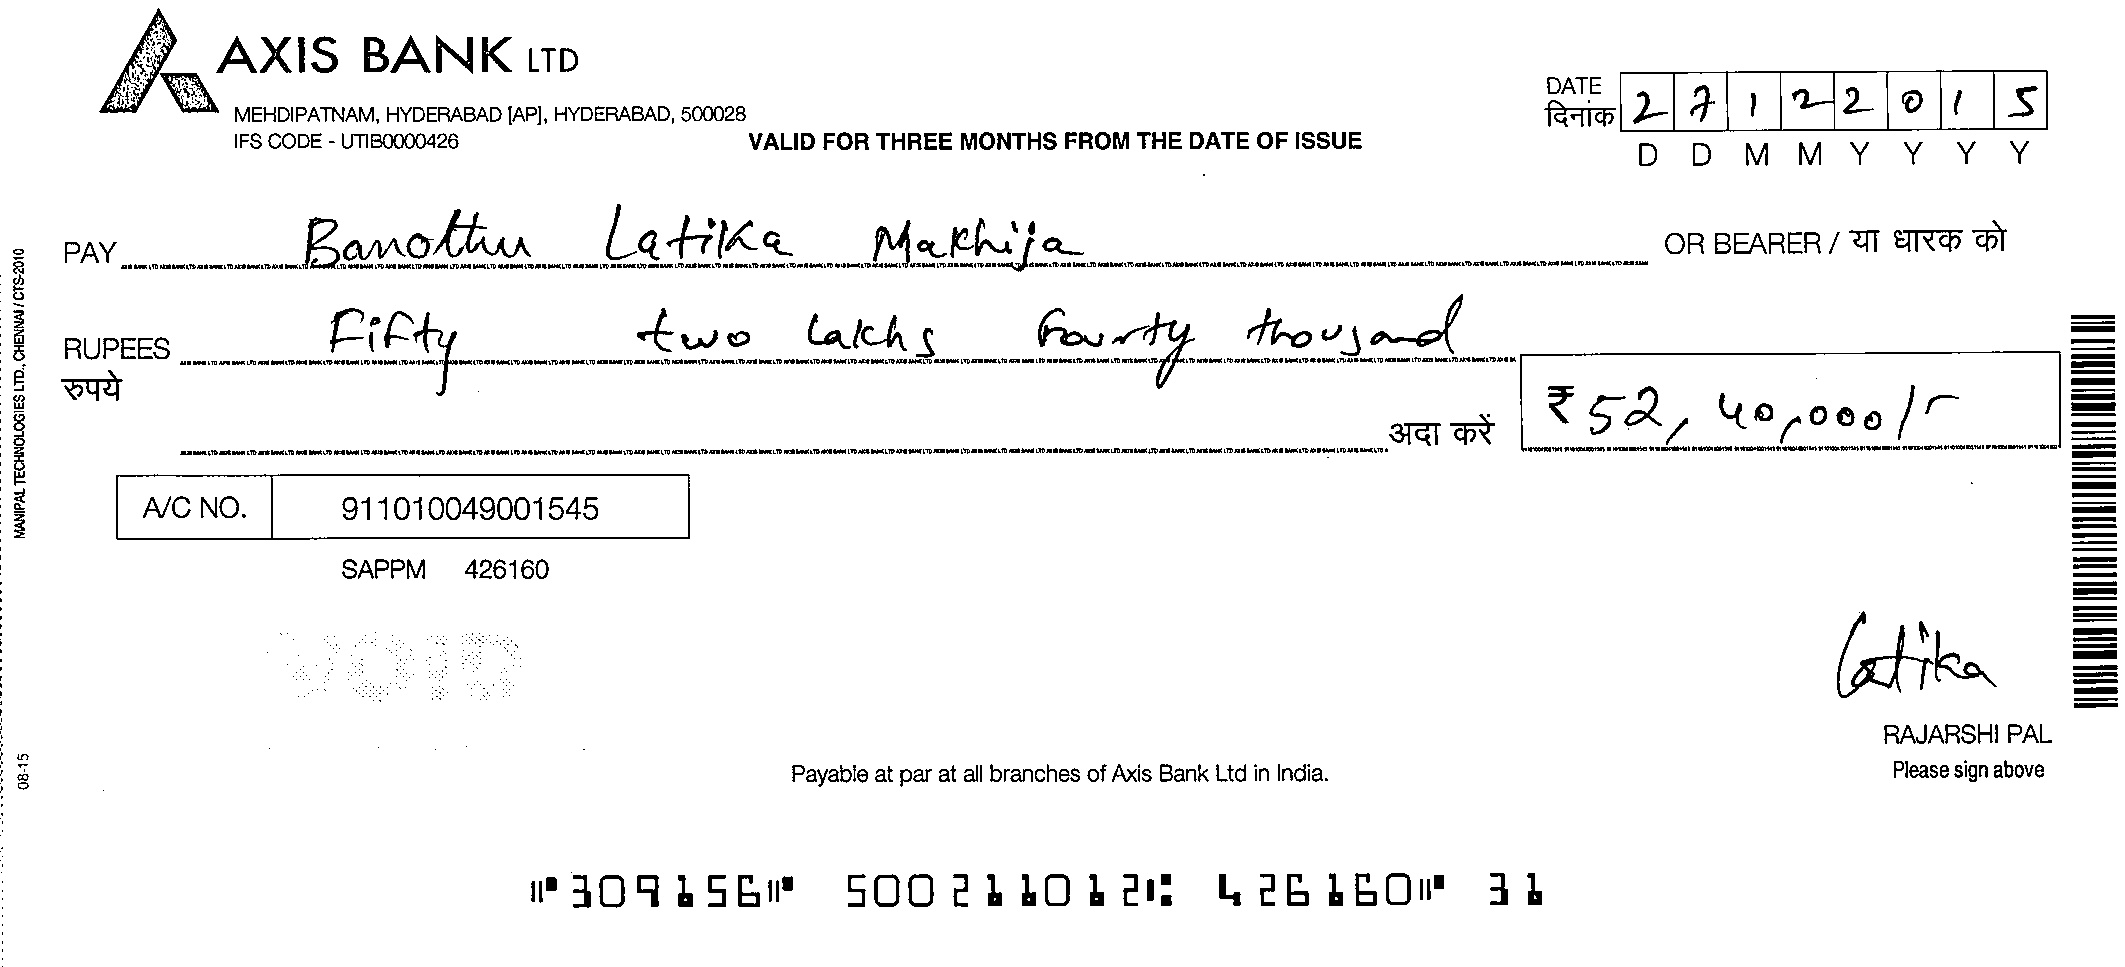 AXIS BANK LTD
MEHDIPATNAM, HYDERABAD [AP], HYDERABAD, 500028
IFS CODE - UTIB0000426
VALID FOR THREE MONTHS FROM THE DATE OF ISSUE
DATE
दिनांक 2 7 1 2 2 0 1 5
D D M M Y Y Y Y
PAY Banothu Latika Makhija OR BEARER / या धारक को
RUPEES Fifty two lakhs fourty thousand
रुपये
अदा करें ₹ 52,40,000/-
A/C NO. 911010049001545
SAPPM 426160
VOID
Latika
RAJARSHI PAL
Please sign above
Payable at par at all branches of Axis Bank Ltd in India.
⑈309156⑈ 500211012⑆ 426160⑈ 31
MANIPAL TECHNOLOGIES LTD., CHENNAI / CTS-2010
08-15